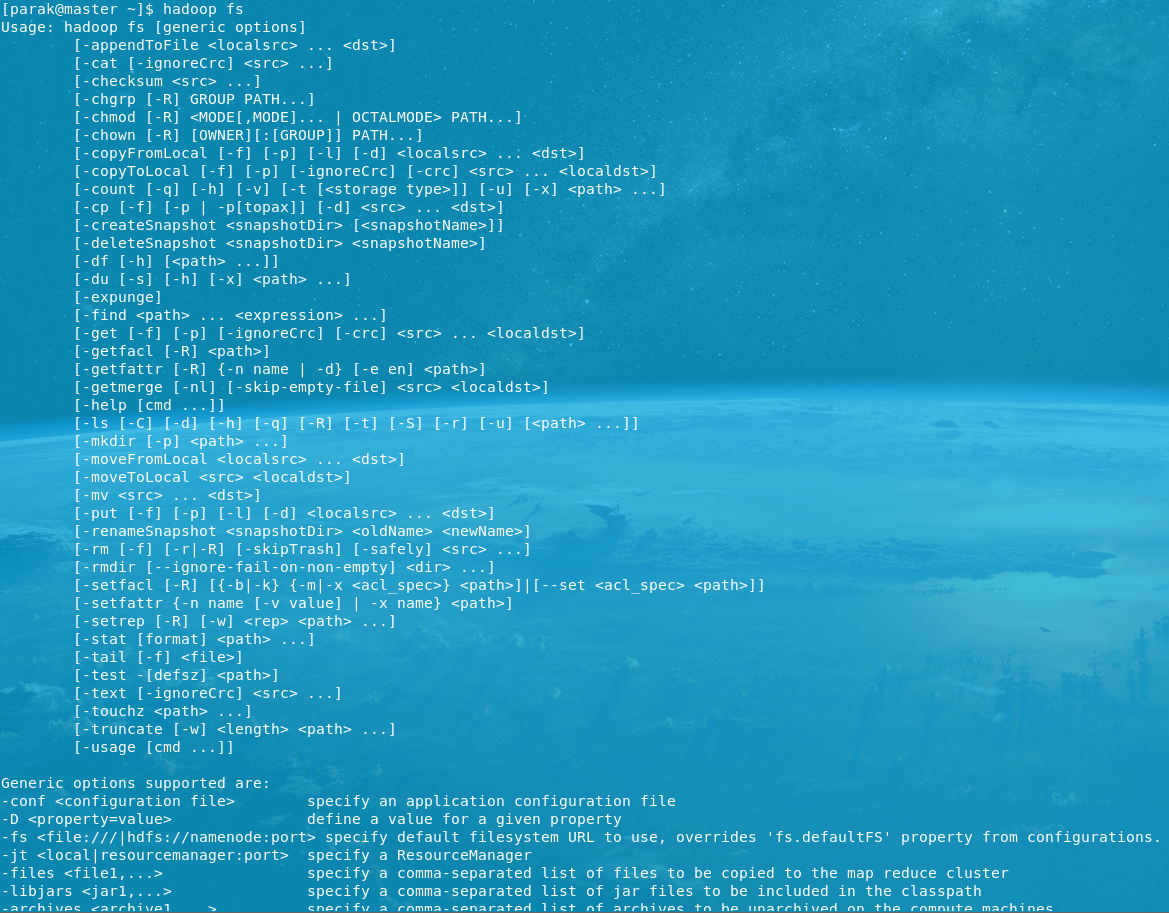 [parak@master ~]$ hadoop fs
Usage: hadoop fs [generic options]
        [-appendToFile <localsrc> ... <dst>]
        [-cat [-ignoreCrc] <src> ...]
        [-checksum <src> ...]
        [-chgrp [-R] GROUP PATH...]
        [-chmod [-R] <MODE[,MODE]... | OCTALMODE> PATH...]
        [-chown [-R] [OWNER][:[GROUP]] PATH...]
        [-copyFromLocal [-f] [-p] [-l] [-d] <localsrc> ... <dst>]
        [-copyToLocal [-f] [-p] [-ignoreCrc] [-crc] <src> ... <localdst>]
        [-count [-q] [-h] [-v] [-t [<storage type>]] [-u] [-x] <path> ...]
        [-cp [-f] [-p | -p[topax]] [-d] <src> ... <dst>]
        [-createSnapshot <snapshotDir> [<snapshotName>]]
        [-deleteSnapshot <snapshotDir> <snapshotName>]
        [-df [-h] [<path> ...]]
        [-du [-s] [-h] [-x] <path> ...]
        [-expunge]
        [-find <path> ... <expression> ...]
        [-get [-f] [-p] [-ignoreCrc] [-crc] <src> ... <localdst>]
        [-getfacl [-R] <path>]
        [-getfattr [-R] {-n name | -d} [-e en] <path>]
        [-getmerge [-nl] [-skip-empty-file] <src> <localdst>]
        [-help [cmd ...]]
        [-ls [-C] [-d] [-h] [-q] [-R] [-t] [-S] [-r] [-u] [<path> ...]]
        [-mkdir [-p] <path> ...]
        [-moveFromLocal <localsrc> ... <dst>]
        [-moveToLocal <src> <localdst>]
        [-mv <src> ... <dst>]
        [-put [-f] [-p] [-l] [-d] <localsrc> ... <dst>]
        [-renameSnapshot <snapshotDir> <oldName> <newName>]
        [-rm [-f] [-r|-R] [-skipTrash] [-safely] <src> ...]
        [-rmdir [--ignore-fail-on-non-empty] <dir> ...]
        [-setfacl [-R] [{-b|-k} {-m|-x <acl_spec>} <path>]|[--set <acl_spec> <path>]]
        [-setfattr {-n name [-v value] | -x name} <path>]
        [-setrep [-R] [-w] <rep> <path> ...]
        [-stat [format] <path> ...]
        [-tail [-f] <file>]
        [-test -[defsz] <path>]
        [-text [-ignoreCrc] <src> ...]
        [-touchz <path> ...]
        [-truncate [-w] <length> <path> ...]
        [-usage [cmd ...]]

Generic options supported are:
-conf <configuration file>        specify an application configuration file
-D <property=value>               define a value for a given property
-fs <file:///|hdfs://namenode:port> specify default filesystem URL to use, overrides 'fs.defaultFS' property from configurations.
-jt <local|resourcemanager:port>  specify a ResourceManager
-files <file1,...>                specify a comma-separated list of files to be copied to the map reduce cluster
-libjars <jar1,...>               specify a comma-separated list of jar files to be included in the classpath
-archives <archive1,...>          specify a comma-separated list of archives to be unarchived on the compute machines